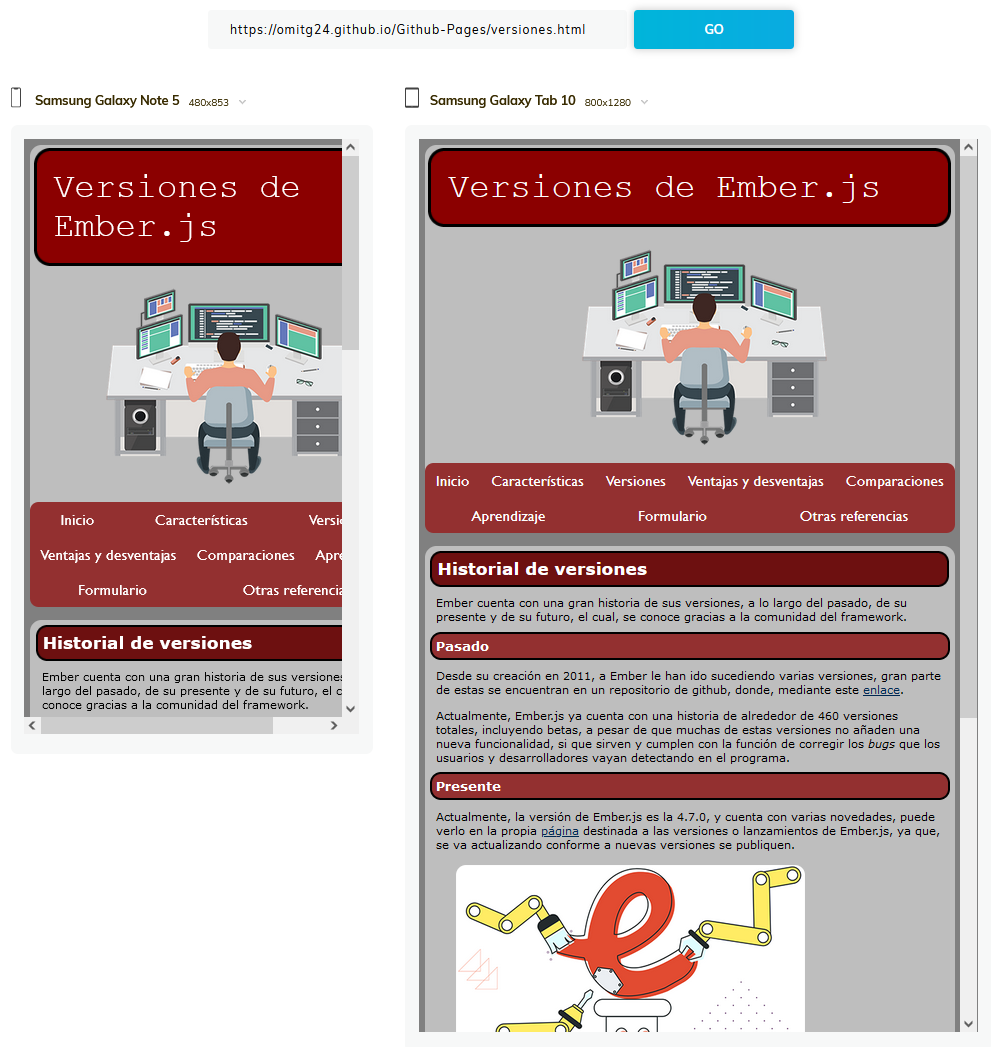 https://omitg24.github.io/Github-Pages/versiones.html
GO
Samsung Galaxy Note 5 480x853
Versiones de
Ember.js
Inicio Características Versi
Ventajas y desventajas Comparaciones Apre
Formulario Otras referencia
Historial de versiones
Ember cuenta con una gran historia de sus versiones
largo del pasado, de su presente y de su futuro, el c
conoce gracias a la comunidad del framework.
Samsung Galaxy Tab 10 800x1280
Versiones de Ember.js
Inicio Características Versiones Ventajas y desventajas Comparaciones
Aprendizaje Formulario Otras referencias
Historial de versiones
Ember cuenta con una gran historia de sus versiones, a lo largo del pasado, de su
presente y de su futuro, el cual, se conoce gracias a la comunidad del framework.
Pasado
Desde su creación en 2011, a Ember le han ido sucediendo varias versiones, gran parte
de estas se encuentran en un repositorio de github, donde, mediante este enlace.
Actualmente, Ember.js ya cuenta con una historia de alrededor de 460 versiones
totales, incluyendo betas, a pesar de que muchas de estas versiones no añaden una
nueva funcionalidad, si que sirven y cumplen con la función de corregir los bugs que los
usuarios y desarrolladores vayan detectando en el programa.
Presente
Actualmente, la versión de Ember.js es la 4.7.0, y cuenta con varias novedades, puede
verlo en la propia página destinada a las versiones o lanzamientos de Ember.js, ya que,
se va actualizando conforme a nuevas versiones se publiquen.
e